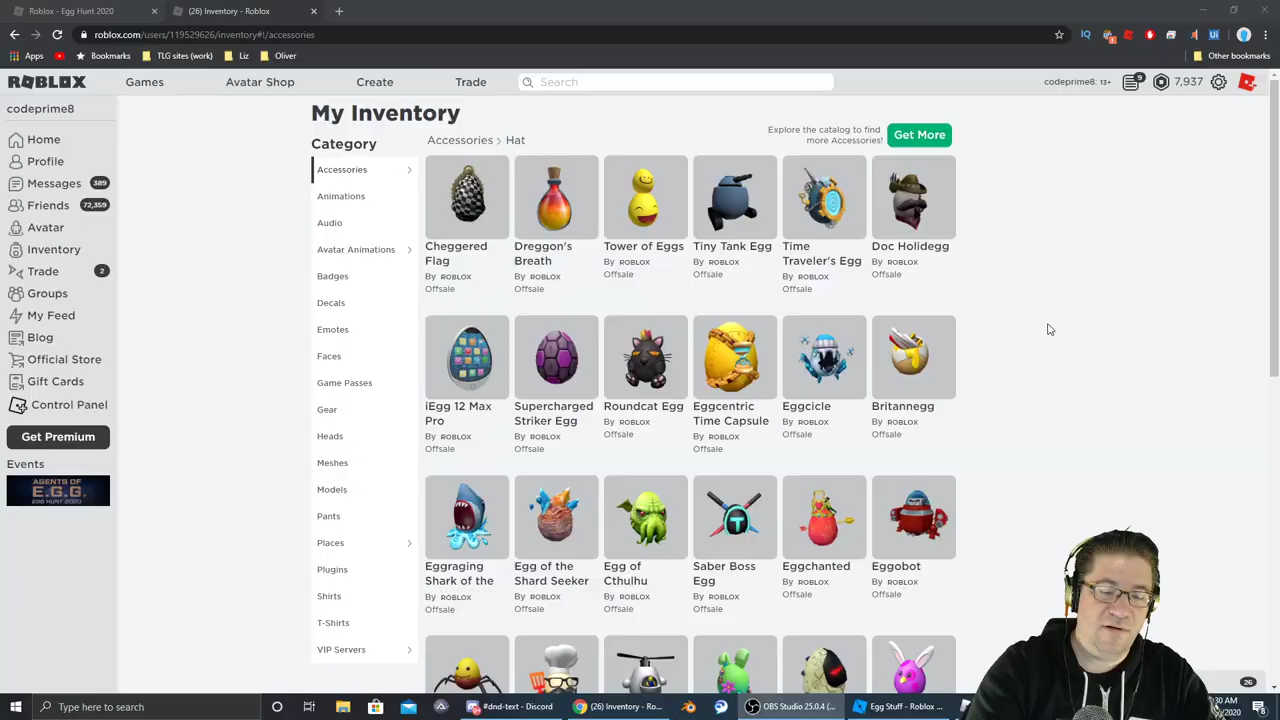 Roblox - Egg Hunt 2020
(26) Inventory - Roblox
roblox.com/users/119529626/inventory#!/accessories
Apps
Bookmarks
TLG sites (work)
Liz
Oliver
Other bookmarks
ROBLOX
Games
Avatar Shop
Create
Trade
Search
codeprime8: 13+
9
7,937
codeprime8
Home
Profile
Messages 389
Friends 72,359
Avatar
Inventory
Trade 2
Groups
My Feed
Blog
Official Store
Gift Cards
Control Panel
Get Premium
Events
AGENTS OF
E.G.G.
EGG HUNT 2020
My Inventory
Category
Accessories
Animations
Audio
Avatar Animations
Badges
Decals
Emotes
Faces
Game Passes
Gear
Heads
Meshes
Models
Pants
Places
Plugins
Shirts
T-Shirts
VIP Servers
Accessories > Hat
Explore the catalog to find
more Accessories!
Get More
Cheggered
Flag
By ROBLOX
Offsale
Dreggon's
Breath
By ROBLOX
Offsale
Tower of Eggs
By ROBLOX
Offsale
Tiny Tank Egg
By ROBLOX
Offsale
Time
Traveler's Egg
By ROBLOX
Offsale
Doc Holidegg
By ROBLOX
Offsale
iEgg 12 Max
Pro
By ROBLOX
Offsale
Supercharged
Striker Egg
By ROBLOX
Offsale
Roundcat Egg
By ROBLOX
Offsale
Eggcentric
Time Capsule
By ROBLOX
Offsale
Eggcicle
By ROBLOX
Offsale
Britannegg
By ROBLOX
Offsale
Eggraging
Shark of the
By ROBLOX
Offsale
Egg of the
Shard Seeker
By ROBLOX
Offsale
Egg of
Cthulhu
By ROBLOX
Offsale
Saber Boss
Egg
By ROBLOX
Offsale
Eggchanted
By ROBLOX
Offsale
Eggobot
By ROBLOX
Offsale
26
Type here to search
#dnd-text - Discord
(26) Inventory - Ro...
OBS Studio 25.0.4 (...
Egg Stuff - Roblox ...